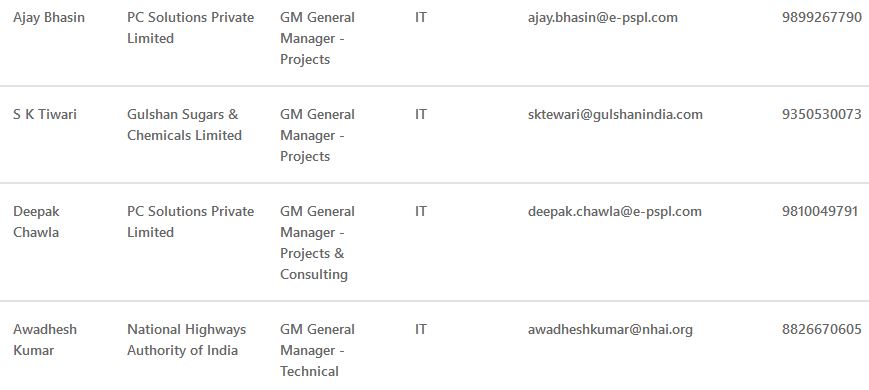 Ajay Bhasin PC Solutions Private GM General IT ajay.bhasin@e-pspl.com 9899267790
Limited Manager -
Projects
S K Tiwari Gulshan Sugars & GM General IT sktewari@gulshanindia.com 9350530073
Chemicals Limited Manager -
Projects
Deepak PC Solutions Private GM General IT deepak.chawla@e-pspl.com 9810049791
Chawla Limited Manager -
Projects &
Consulting
Awadhesh National Highways GM General IT awadheshkumar@nhai.org 8826670605
Kumar Authority of India Manager -
Technical